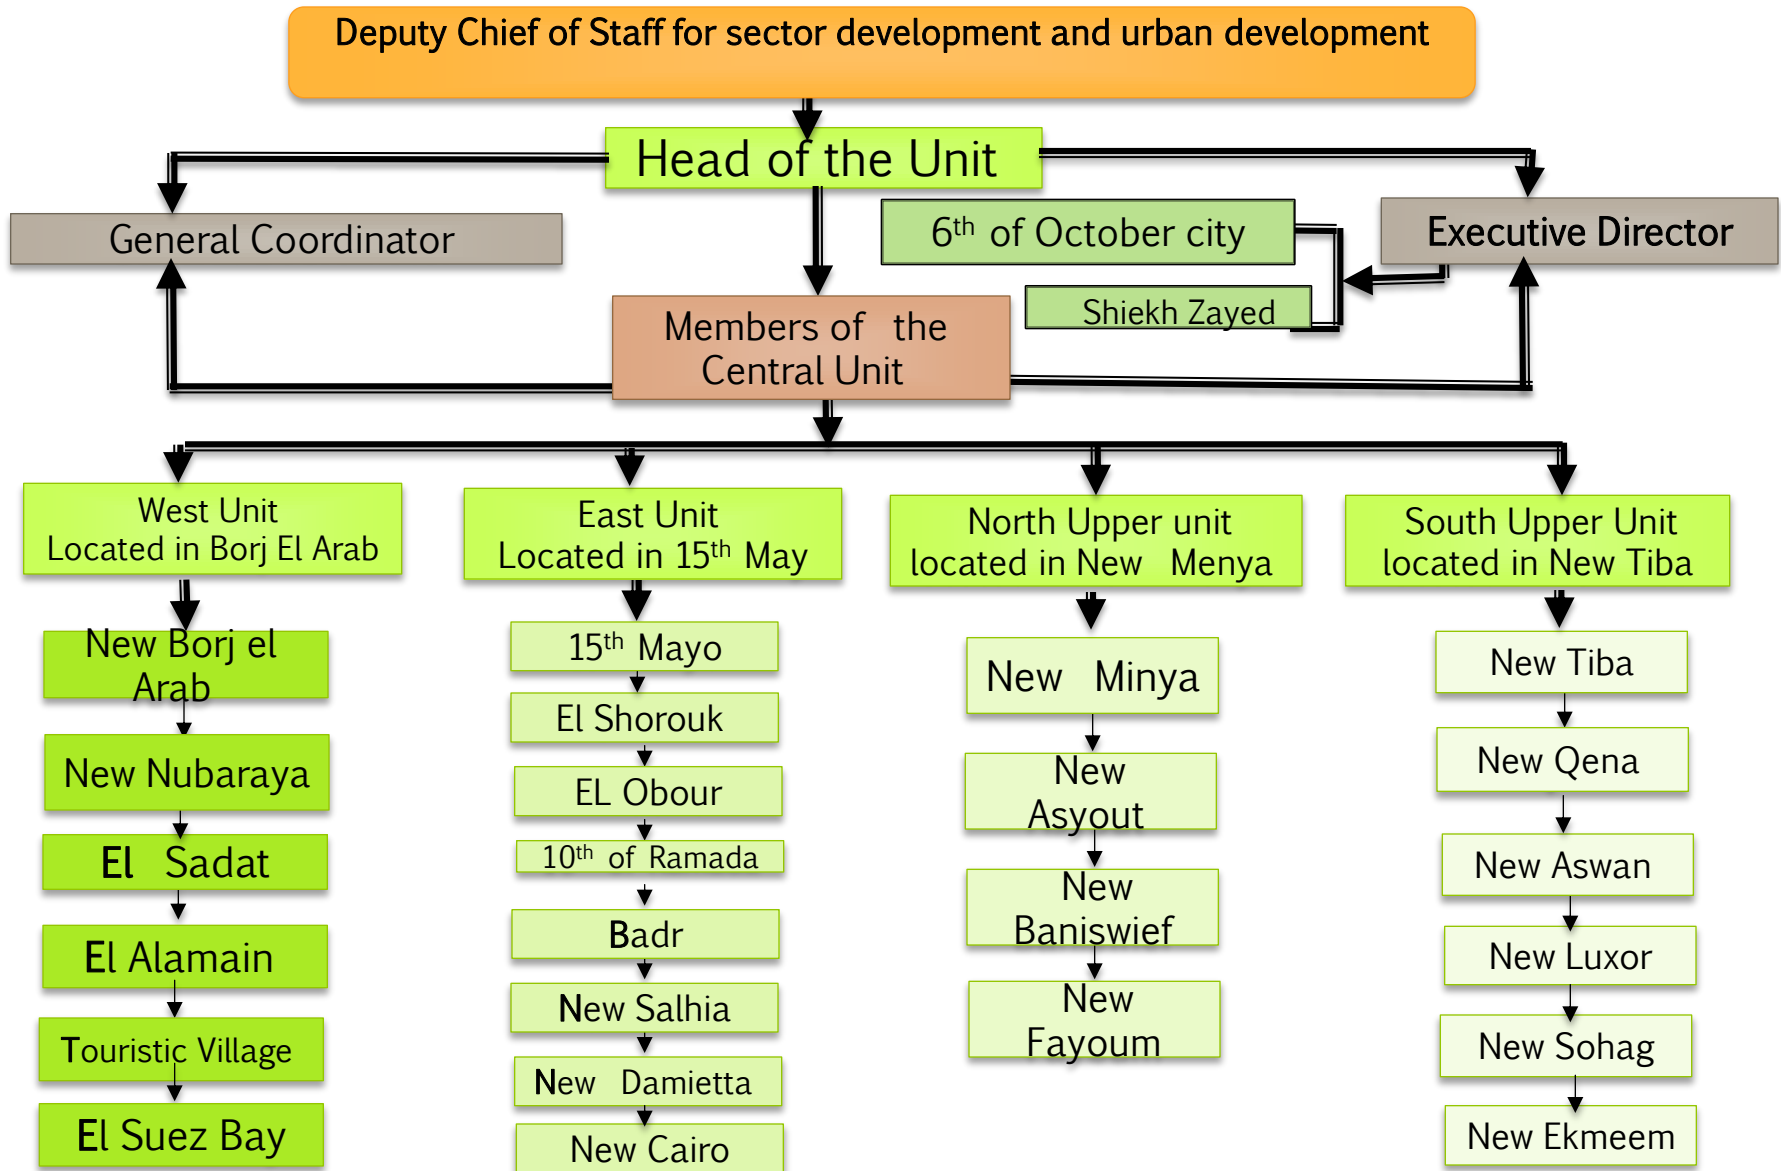 Deputy Chief of Staff for sector development and urban development
Head of the Unit
General Coordinator
6th of October city
Executive Director
Shiekh Zayed
Members of the
Central Unit
West Unit
Located in Borj El Arab
East Unit
Located in 15th May
North Upper unit
located in New Menya
South Upper Unit
located in New Tiba
New Borj el
Arab
New Nubaraya
El Sadat
El Alamain
Touristic Village
El Suez Bay
15th Mayo
El Shorouk
EL Obour
10th of Ramada
Badr
New Salhia
New Damietta
New Cairo
New Minya
New
Asyout
New
Baniswief
New
Fayoum
New Tiba
New Qena
New Aswan
New Luxor
New Sohag
New Ekmeem